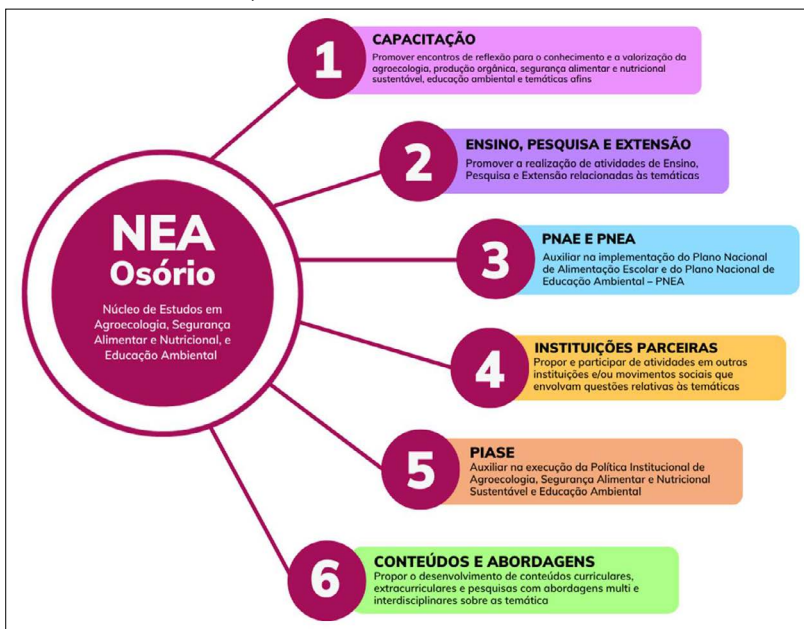 NEA
Osório
Núcleo de Estudos em
Agroecologia, Segurança
Alimentar e Nutricional, e
Educação Ambiental
1
CAPACITAÇÃO
Promover encontros de reflexão para o conhecimento e a valorização da
agroecologia, produção orgânica, segurança alimentar e nutricional
sustentável, educação ambiental e temáticas afins
2
ENSINO, PESQUISA E EXTENSÃO
Promover a realização de atividades de Ensino,
Pesquisa e Extensão relacionadas às temáticas
3
PNAE E PNEA
Auxiliar na implementação do Plano Nacional
de Alimentação Escolar e do Plano Nacional de
Educação Ambiental – PNEA
4
INSTITUIÇÕES PARCEIRAS
Propor e participar de atividades em outras
instituições e/ou movimentos sociais que
envolvam questões relativas às temáticas
5
PIASE
Auxiliar na execução da Política Institucional de
Agroecologia, Segurança Alimentar e Nutricional
Sustentável e Educação Ambiental
6
CONTEÚDOS E ABORDAGENS
Propor o desenvolvimento de conteúdos curriculares,
extracurriculares e pesquisas com abordagens multi e
interdisciplinares sobre as temática